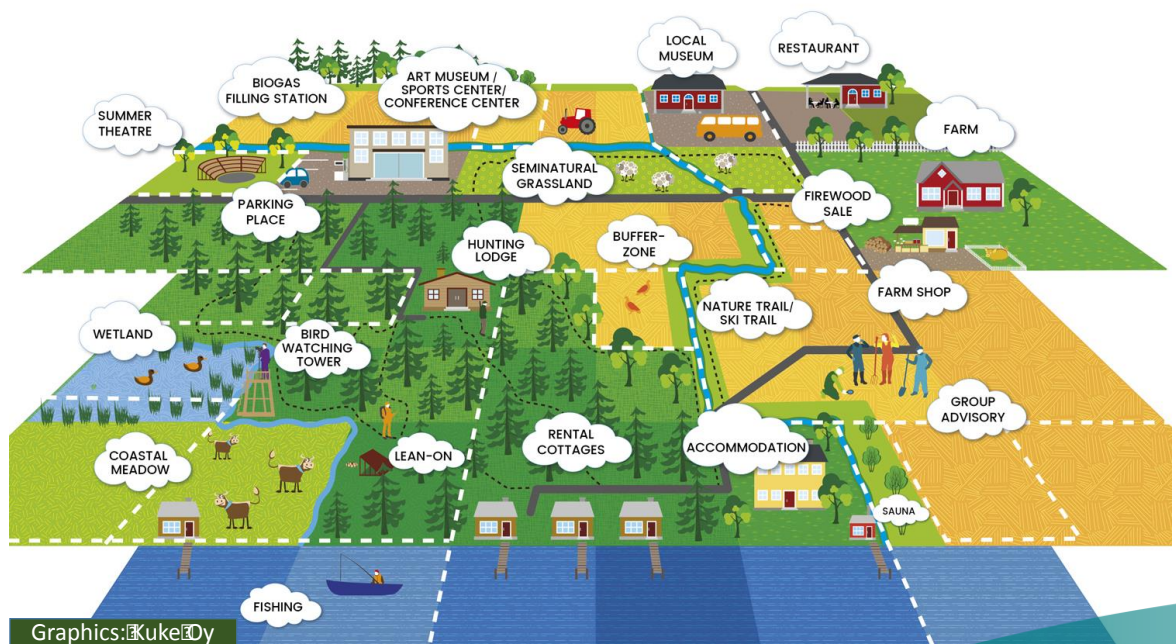 LOCAL
MUSEUM
RESTAURANT
BIOGAS
FILLING STATION
ART MUSEUM /
SPORTS CENTER/
CONFERENCE CENTER
SUMMER
THEATRE
FARM
SEMINATURAL
GRASSLAND
PARKING
PLACE
FIREWOOD
SALE
HUNTING
LODGE
BUFFER-
ZONE
FARM SHOP
NATURE TRAIL/
SKI TRAIL
WETLAND
BIRD
WATCHING
TOWER
GROUP
ADVISORY
COASTAL
MEADOW
LEAN-ON
RENTAL
COTTAGES
ACCOMMODATION
SAUNA
FISHING
Graphics: Kuke Oy